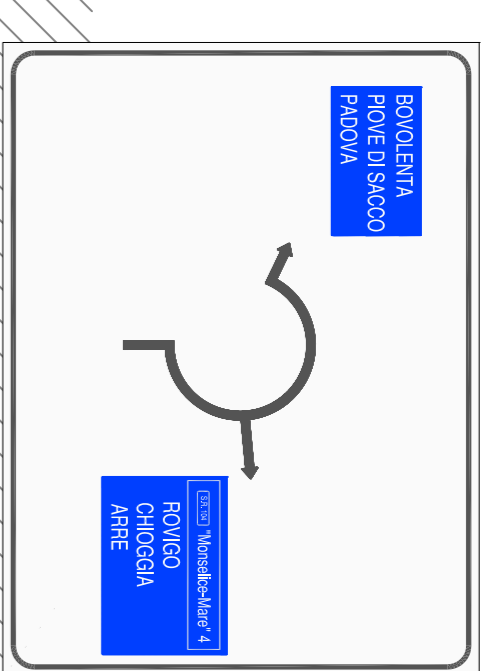 BOVOLENTA
PIOVE DI SACCO
PADOVA
S.R. 104 "Monselice-Mare" 4
ROVIGO
CHIOGGIA
ARRE